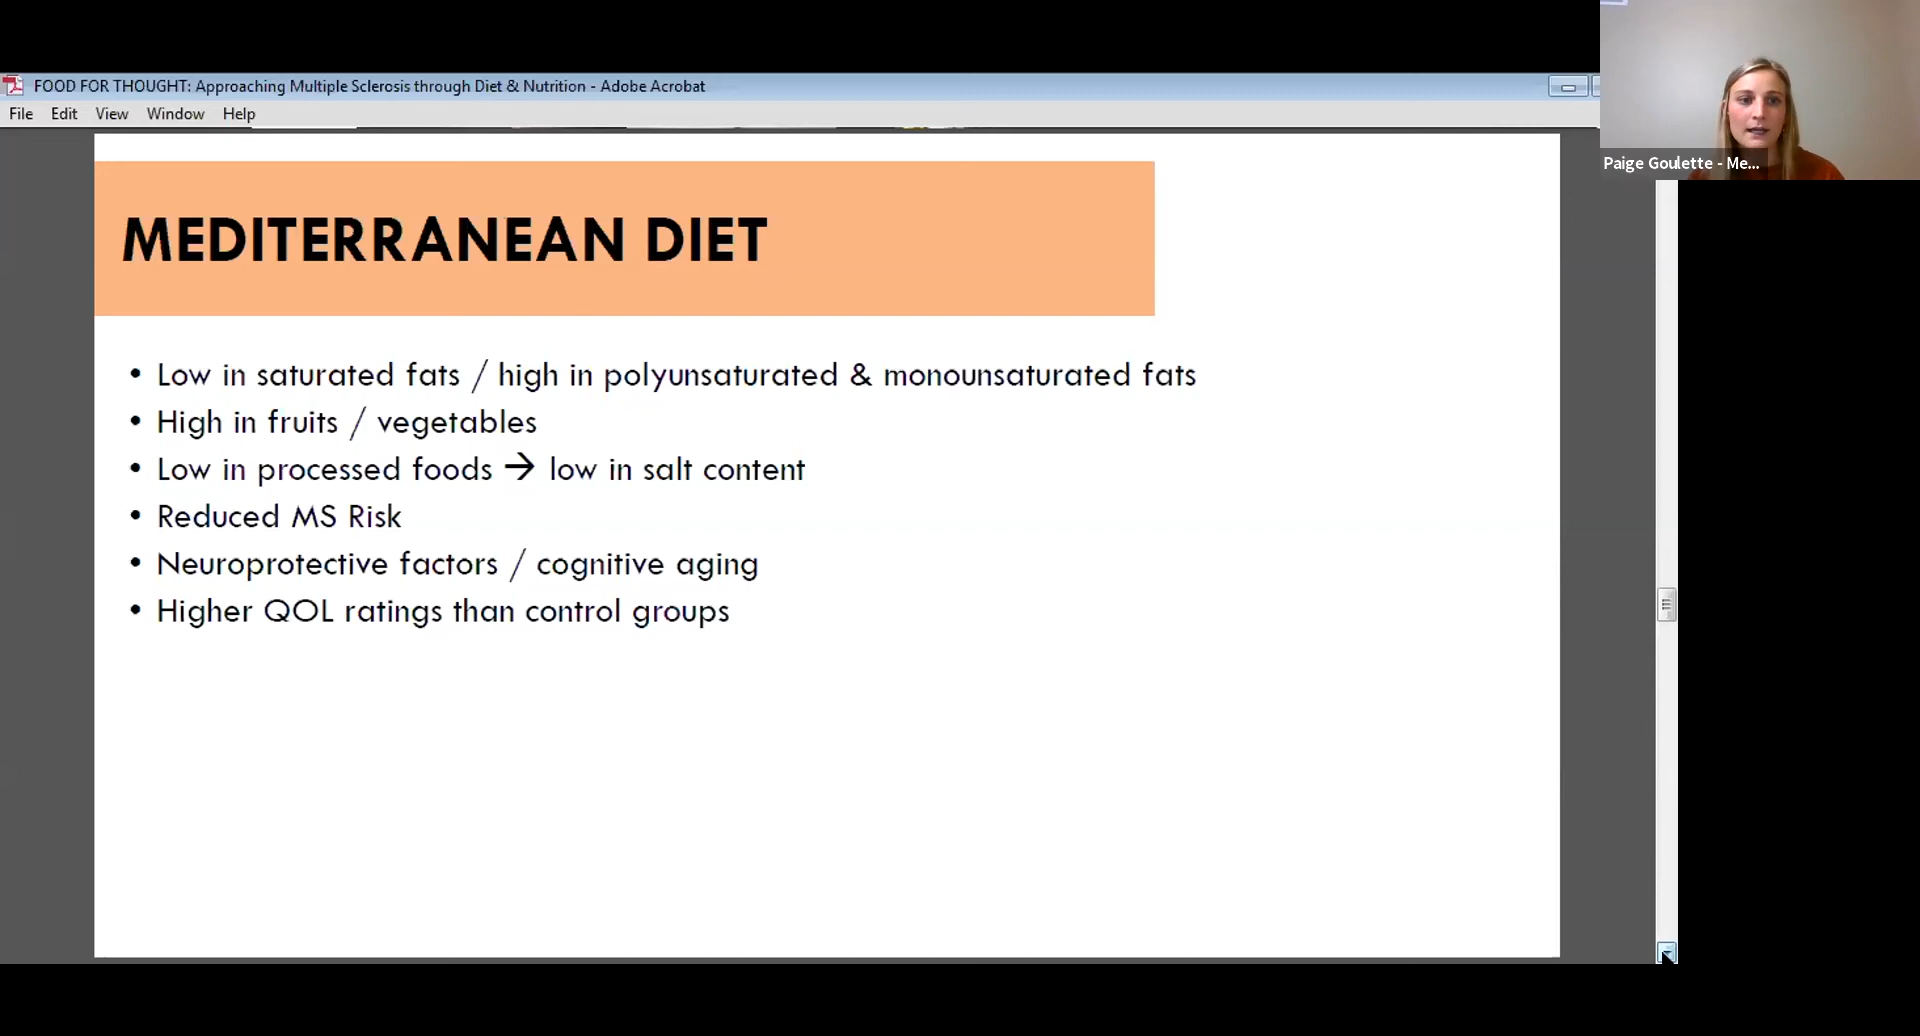 FOOD FOR THOUGHT: Approaching Multiple Sclerosis through Diet & Nutrition - Adobe Acrobat
File Edit View Window Help
Paige Goulette - Me...
MEDITERRANEAN DIET
• Low in saturated fats / high in polyunsaturated & monounsaturated fats
• High in fruits / vegetables
• Low in processed foods → low in salt content
• Reduced MS Risk
• Neuroprotective factors / cognitive aging
• Higher QOL ratings than control groups